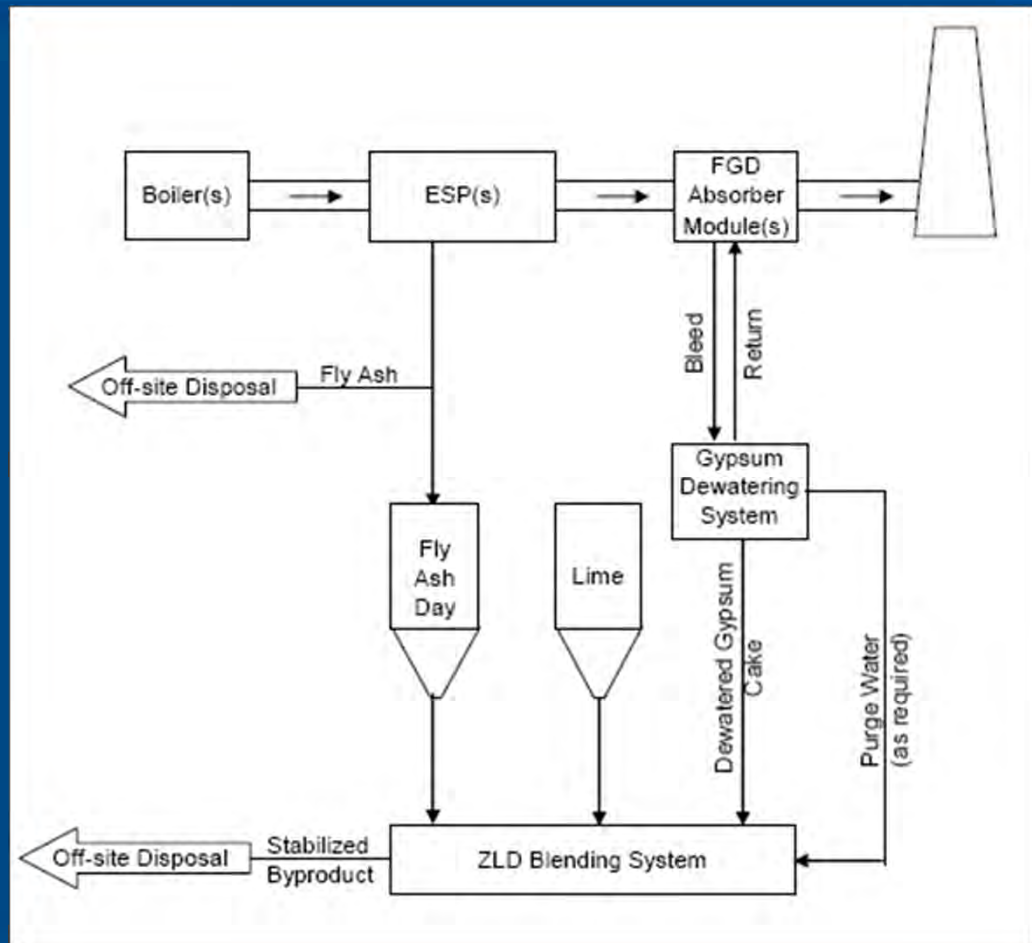 Boiler(s)
ESP(s)
FGD
Absorber
Module(s)
Bleed
Return
Off-site Disposal
Fly Ash
Gypsum
Dewatering
System
Fly
Ash
Day
Lime
Dewatered Gypsum
Cake
Purge Water
(as required)
Off-site Disposal
Stabilized
Byproduct
ZLD Blending System